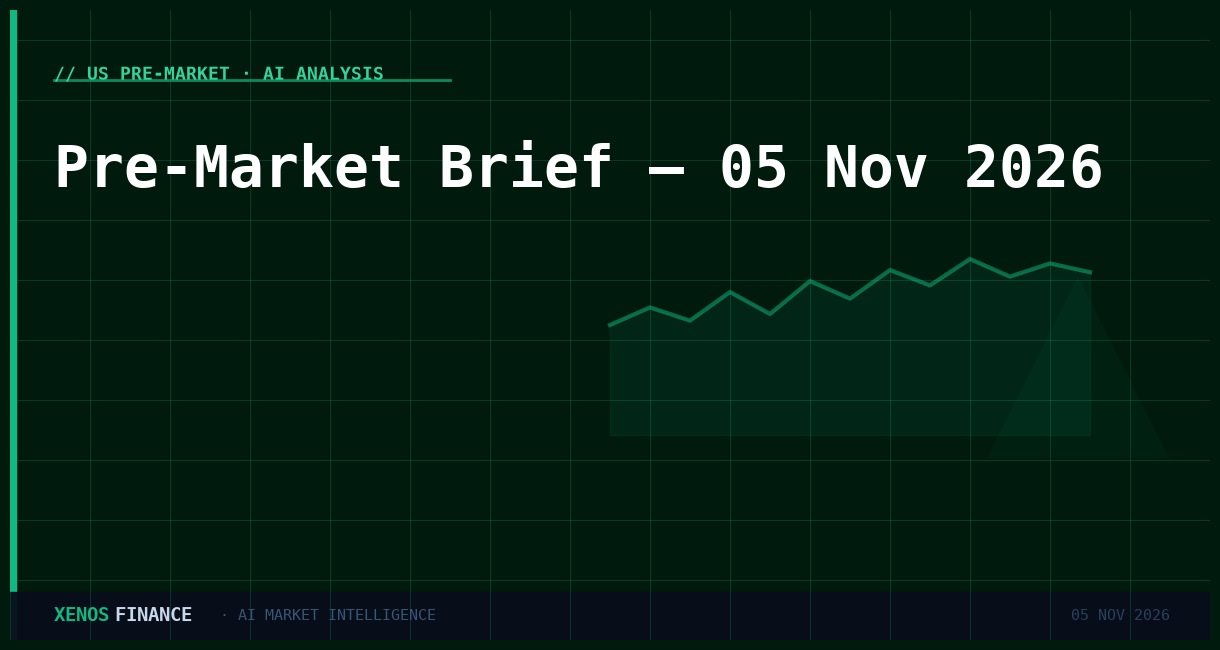 // US PRE-MARKET · AI ANALYSIS
Pre-Market Brief — 05 Nov 2026
XENOS FINANCE · AI MARKET INTELLIGENCE 05 NOV 2026